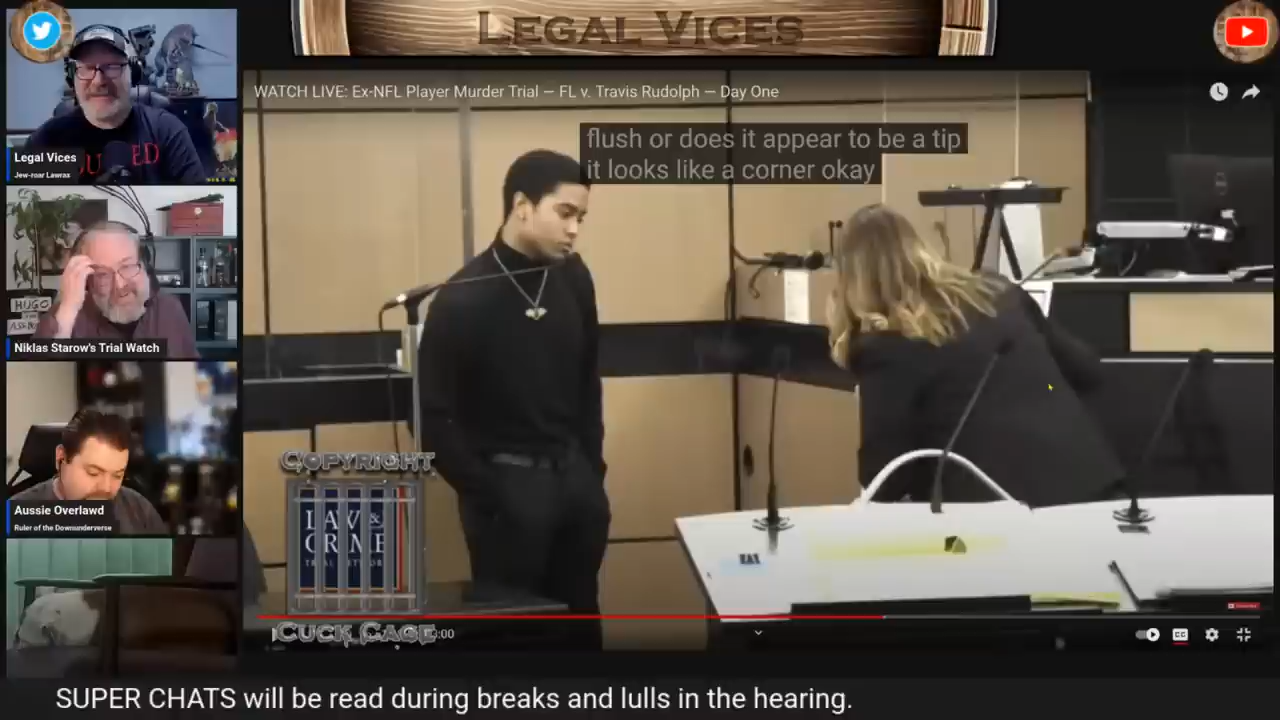 LEGAL VICES
WATCH LIVE: Ex-NFL Player Murder Trial — FL v. Travis Rudolph — Day One
flush or does it appear to be a tip
it looks like a corner okay
Legal Vices
Jew-roar Lawrax
HUGO
Niklas Starow's Trial Watch
Aussie Overlawd
Ruler of the Downunderverse
COPYRIGHT
LAW &
CRIME
CUCK CAGE
:00
CC
SUPER CHATS will be read during breaks and lulls in the hearing.